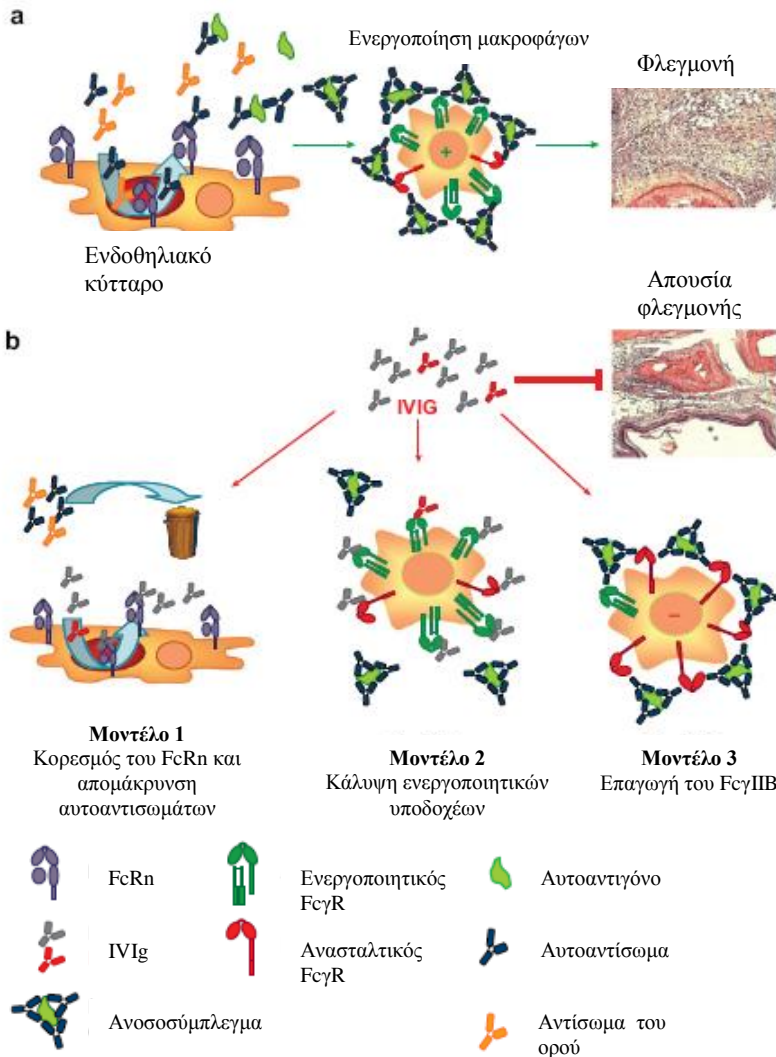 a
Ενεργοποίηση μακροφάγων
Φλεγμονή
+
Ενδοθηλιακό
κύτταρο
Απουσία
φλεγμονής
b
IVIG
–
Μοντέλο 1
Κορεσμός του FcRn και
απομάκρυνση
αυτοαντισωμάτων
Μοντέλο 2
Κάλυψη ενεργοποιητικών
υποδοχέων
Μοντέλο 3
Επαγωγή του FcγIIB
FcRn
Ενεργοποιητικός
FcγR
Αυτοαντιγόνο
IVIg
Ανασταλτικός
FcγR
Αυτοαντίσωμα
Ανοσοσύμπλεγμα
Αντίσωμα του
ορού